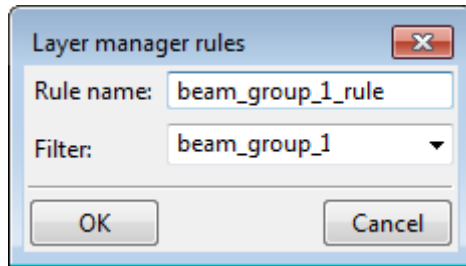 Layer manager rules
Rule name: beam_group_1_rule
Filter: beam_group_1
OK Cancel